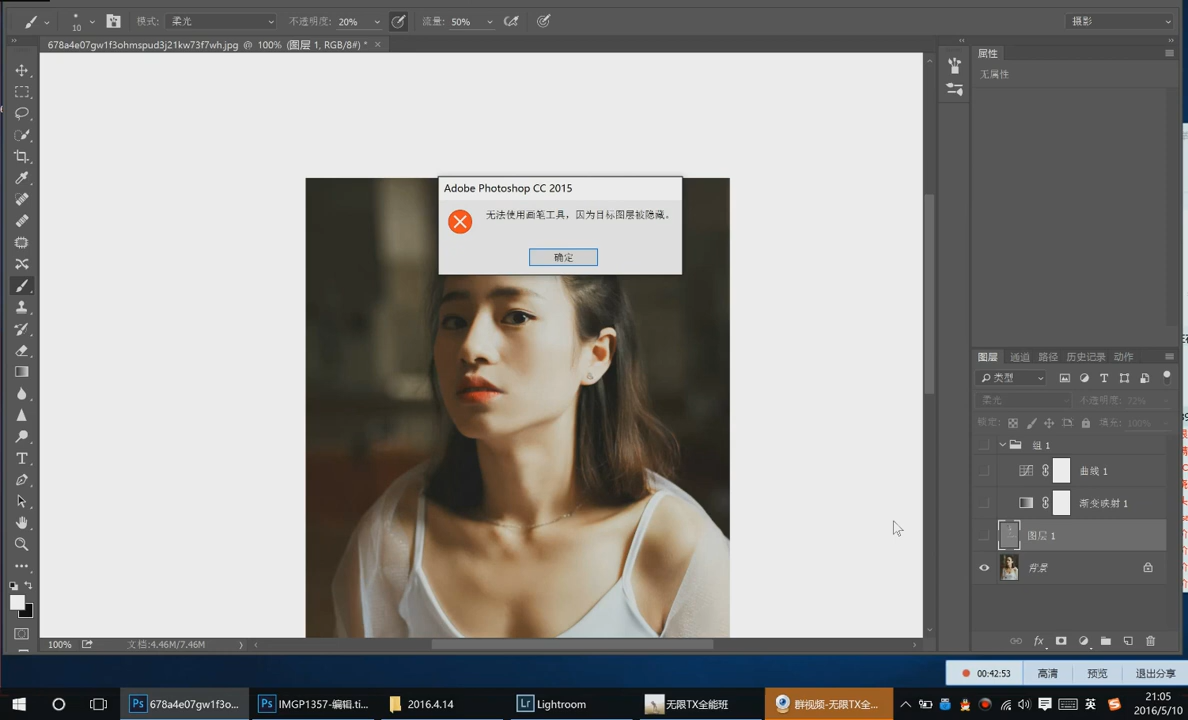 10 模式: 柔光 不透明度: 20% 流量: 50% 摄影
678a4e07gw1f3ohmspud3j21kw73f7wh.jpg @ 100% (图层 1, RGB/8#) * ×
属性
无属性
Adobe Photoshop CC 2015
无法使用画笔工具，因为目标图层被隐藏。
确定
图层 通道 路径 历史记录 动作
类型
柔光 不透明度: 72%
锁定: 填充: 100%
组 1
曲线 1
渐变映射 1
图层 1
背景
fx
100% 文档:4.46M/7.46M
00:42:53 高清 预览 退出分享
Ps 678a4e07gw1f3o... Ps IMGP1357-编辑.ti... 2016.4.14 Lr Lightroom 无限TX全能班 群视频-无限TX全... 英 21:05
2016/5/10